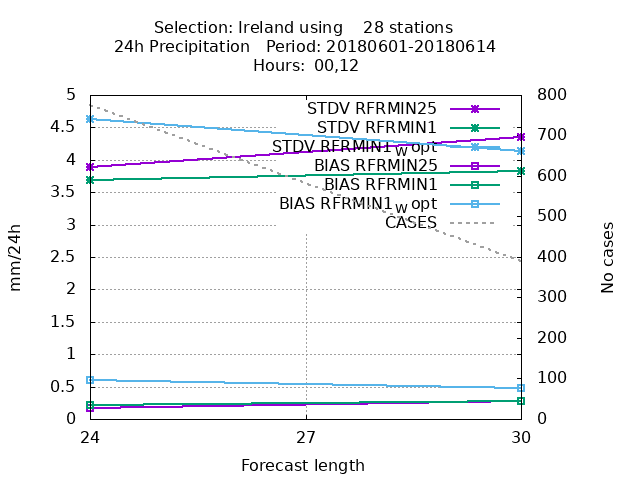 Selection: Ireland using    28 stations
24h Precipitation   Period: 20180601-20180614
Hours:  00,12
5
4.5
4
3.5
3
2.5
2
1.5
1
0.5
0
mm/24h
STDV RFRMIN25
STDV RFRMIN1
STDV RFRMIN1w opt
BIAS RFRMIN25
BIAS RFRMIN1
BIAS RFRMIN1w opt
CASES
800
700
600
500
400
300
200
100
0
No cases
24 27 30
Forecast length